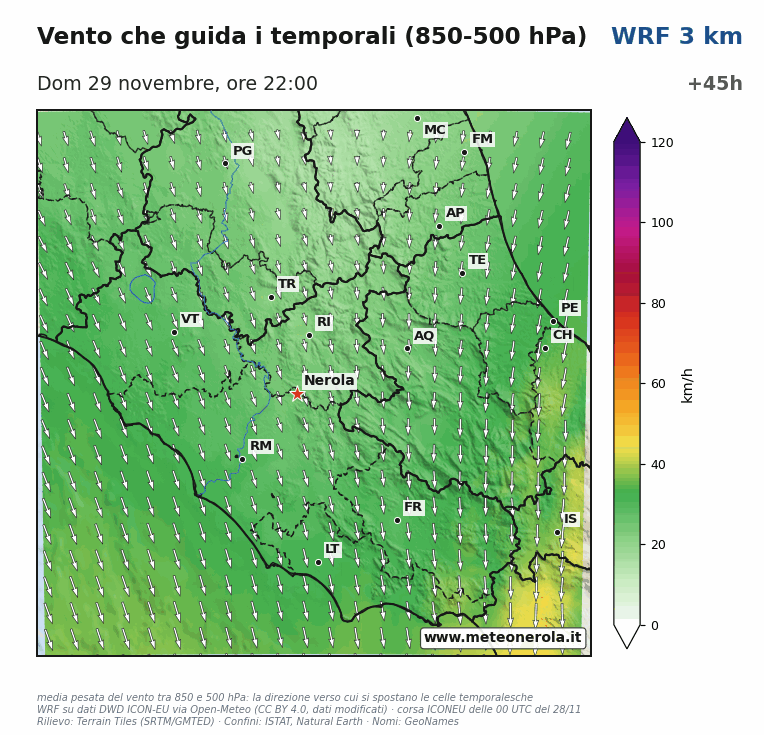 Vento che guida i temporali (850-500 hPa) WRF 3 km
Dom 29 novembre, ore 22:00 +45h
MC
FM
PG
AP
TE
TR
PE
VT
RI
AQ
CH
Nerola
RM
FR
IS
LT
www.meteonerola.it
120
100
80
60
40
20
0
km/h
media pesata del vento tra 850 e 500 hPa: la direzione verso cui si spostano le celle temporalesche
WRF su dati DWD ICON-EU via Open-Meteo (CC BY 4.0, dati modificati) · corsa ICONEU delle 00 UTC del 28/11
Rilievo: Terrain Tiles (SRTM/GMTED) · Confini: ISTAT, Natural Earth · Nomi: GeoNames